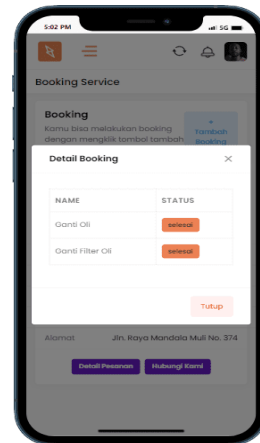 5:02 PM
5G
Booking Service
Booking
+
Kamu bisa melakukan booking
Tambah
dengan mengklik tombol tambah
Booking
Detail Booking
×
NAME
STATUS
Ganti Oli
selesai
Ganti Filter Oli
selesai
Tutup
Alamat
Jln. Raya Mandala Muli No. 374
Detail Pesanan
Hubungi Kami